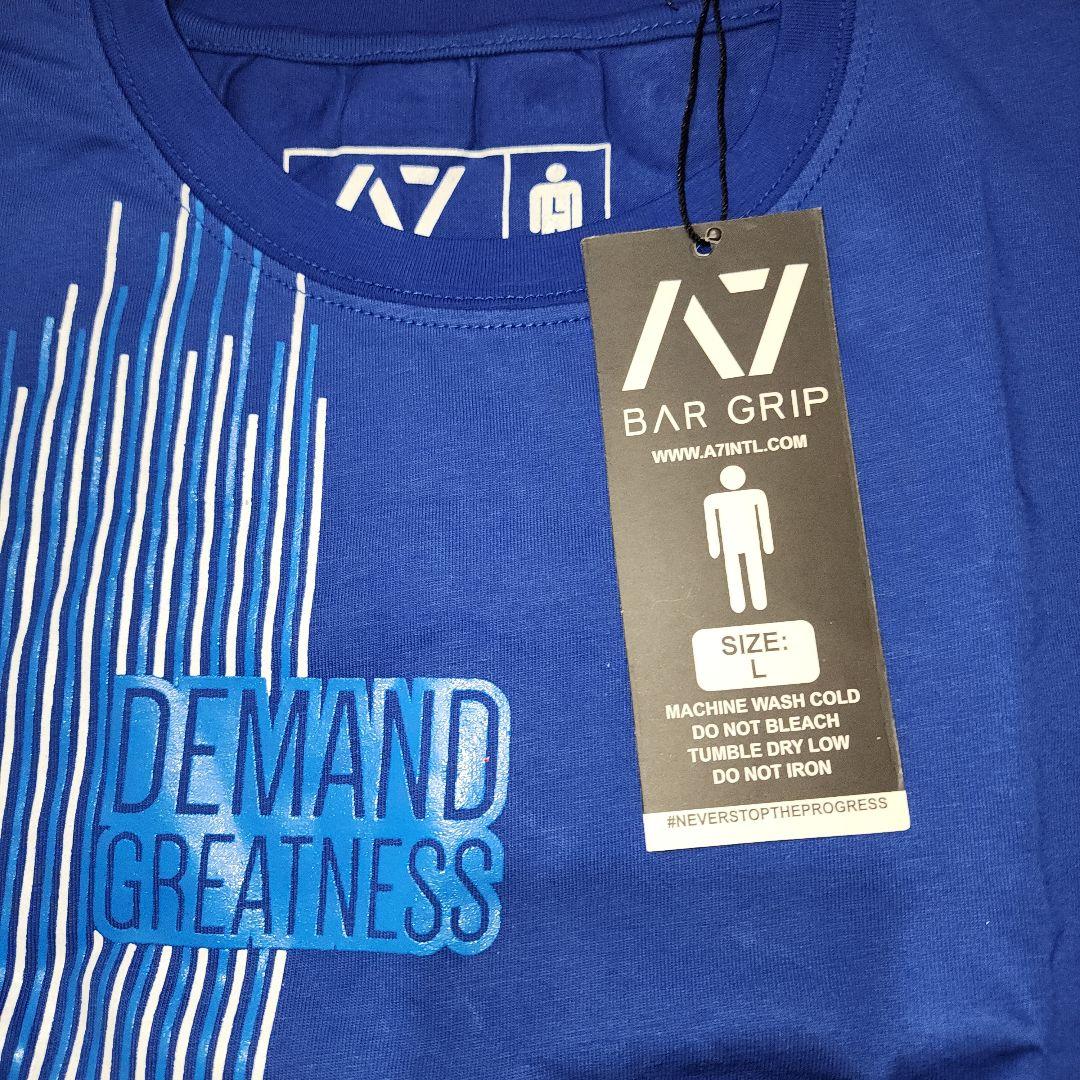 A7
L
A7
BAR GRIP
WWW.A7INTL.COM
SIZE:
L
MACHINE WASH COLD
DO NOT BLEACH
TUMBLE DRY LOW
DO NOT IRON
#NEVERSTOPTHEPROGRESS
DEMAND
GREATNESS